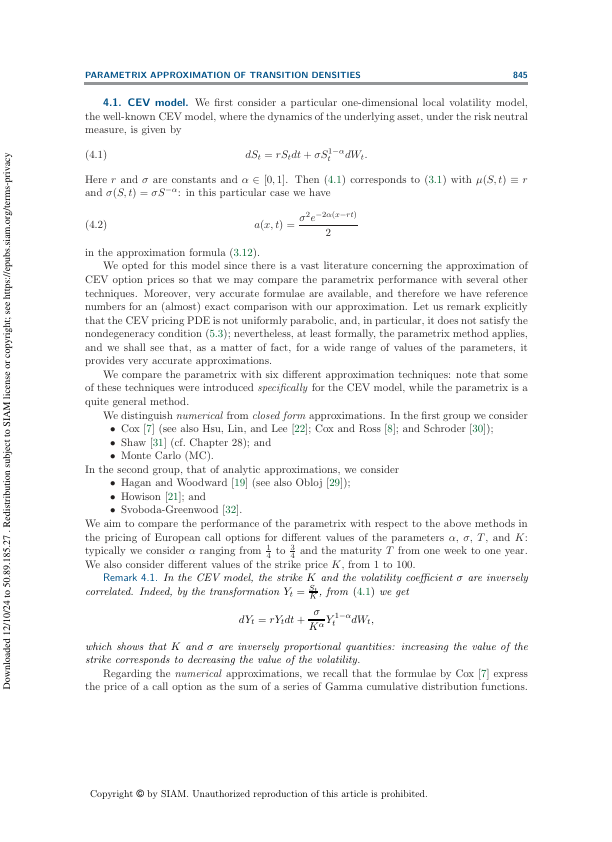 PARAMETRIX APPROXIMATION OF TRANSITION DENSITIES 845
4.1. CEV model. We first consider a particular one-dimensional local volatility model,
the well-known CEV model, where the dynamics of the underlying asset, under the risk neutral
measure, is given by
(4.1) dS_t = rS_t dt + σS_t^{1−α} dW_t.
Here r and σ are constants and α ∈ [0, 1]. Then (4.1) corresponds to (3.1) with μ(S, t) ≡ r
and σ(S, t) = σS^{−α}: in this particular case we have
(4.2) a(x, t) = \frac{σ^2 e^{−2α(x−rt)}}{2}
in the approximation formula (3.12).
We opted for this model since there is a vast literature concerning the approximation of
CEV option prices so that we may compare the parametrix performance with several other
techniques. Moreover, very accurate formulae are available, and therefore we have reference
numbers for an (almost) exact comparison with our approximation. Let us remark explicitly
that the CEV pricing PDE is not uniformly parabolic, and, in particular, it does not satisfy the
nondegeneracy condition (5.3); nevertheless, at least formally, the parametrix method applies,
and we shall see that, as a matter of fact, for a wide range of values of the parameters, it
provides very accurate approximations.
We compare the parametrix with six different approximation techniques: note that some
of these techniques were introduced specifically for the CEV model, while the parametrix is a
quite general method.
We distinguish numerical from closed form approximations. In the first group we consider
• Cox [7] (see also Hsu, Lin, and Lee [22]; Cox and Ross [8]; and Schroder [30]);
• Shaw [31] (cf. Chapter 28); and
• Monte Carlo (MC).
In the second group, that of analytic approximations, we consider
• Hagan and Woodward [19] (see also Obloj [29]);
• Howison [21]; and
• Svoboda-Greenwood [32].
We aim to compare the performance of the parametrix with respect to the above methods in
the pricing of European call options for different values of the parameters α, σ, T, and K:
typically we consider α ranging from \frac{1}{4} to \frac{3}{4} and the maturity T from one week to one year.
We also consider different values of the strike price K, from 1 to 100.
Remark 4.1. In the CEV model, the strike K and the volatility coefficient σ are inversely
correlated. Indeed, by the transformation Y_t = \frac{S_t}{K}, from (4.1) we get
dY_t = rY_t dt + \frac{σ}{K^α} Y_t^{1−α} dW_t,
which shows that K and σ are inversely proportional quantities: increasing the value of the
strike corresponds to decreasing the value of the volatility.
Regarding the numerical approximations, we recall that the formulae by Cox [7] express
the price of a call option as the sum of a series of Gamma cumulative distribution functions.
Copyright © by SIAM. Unauthorized reproduction of this article is prohibited.
Downloaded 12/10/24 to 50.89.185.27 . Redistribution subject to SIAM license or copyright; see https://epubs.siam.org/terms-privacy